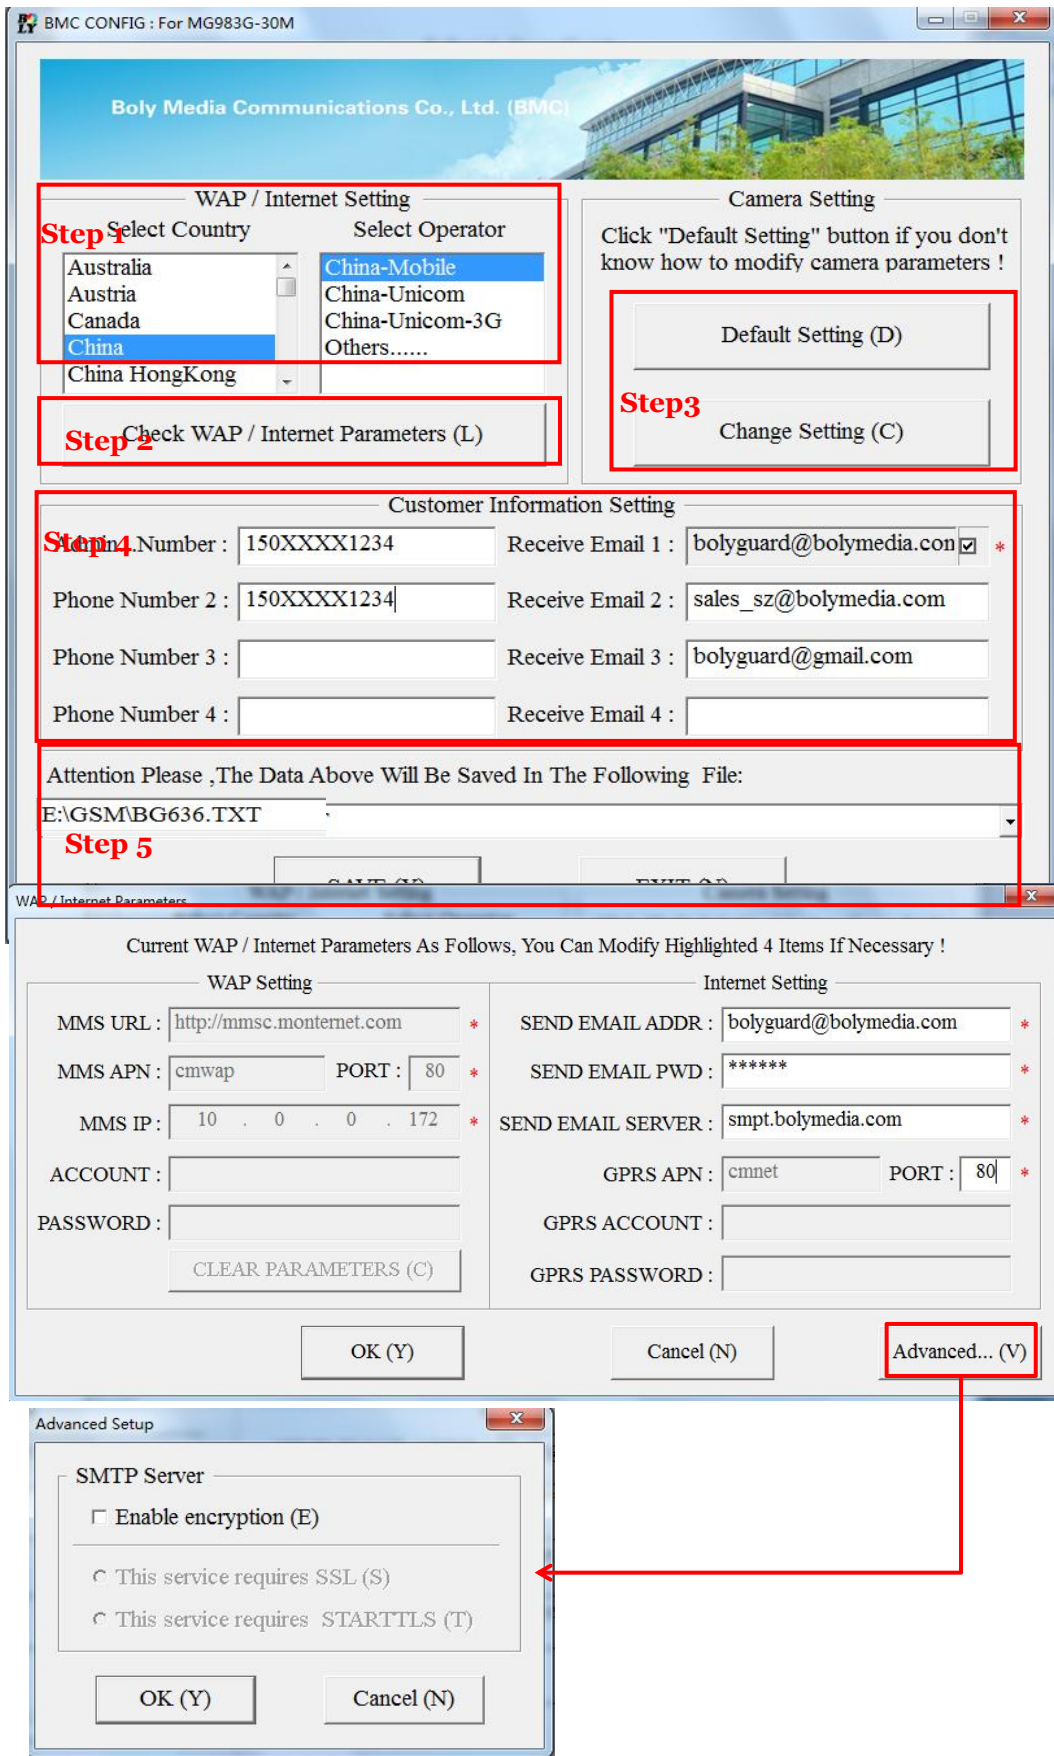 BOLY BMC CONFIG : For MG983G-30M
Boly Media Communications Co., Ltd. (BMC)
WAP / Internet Setting
Step 1
Select Country
Select Operator
Australia
Austria
Canada
China
China HongKong
China-Mobile
China-Unicom
China-Unicom-3G
Others......
Step 2
Check WAP / Internet Parameters (L)
Camera Setting
Click "Default Setting" button if you don't
know how to modify camera parameters !
Default Setting (D)
Step3
Change Setting (C)
Customer Information Setting
Step 4
Admin. .Number : 150XXXX1234
Receive Email 1 : bolyguard@bolymedia.con *
Phone Number 2 : 150XXXX1234
Receive Email 2 : sales_sz@bolymedia.com
Phone Number 3 :
Receive Email 3 : bolyguard@gmail.com
Phone Number 4 :
Receive Email 4 :
Attention Please ,The Data Above Will Be Saved In The Following File:
E:\GSM\BG636.TXT
Step 5
SAVE (Y)
EXIT (N)
WAP / Internet Parameters
Current WAP / Internet Parameters As Follows, You Can Modify Highlighted 4 Items If Necessary !
WAP Setting
MMS URL : http://mmsc.monternet.com *
MMS APN : cmwap PORT : 80 *
MMS IP : 10 . 0 . 0 . 172 *
ACCOUNT :
PASSWORD :
CLEAR PARAMETERS (C)
Internet Setting
SEND EMAIL ADDR : bolyguard@bolymedia.com *
SEND EMAIL PWD : ****** *
SEND EMAIL SERVER : smpt.bolymedia.com *
GPRS APN : cmnet PORT : 80 *
GPRS ACCOUNT :
GPRS PASSWORD :
OK (Y)
Cancel (N)
Advanced... (V)
Advanced Setup
SMTP Server
Enable encryption (E)
This service requires SSL (S)
This service requires STARTTLS (T)
OK (Y)
Cancel (N)